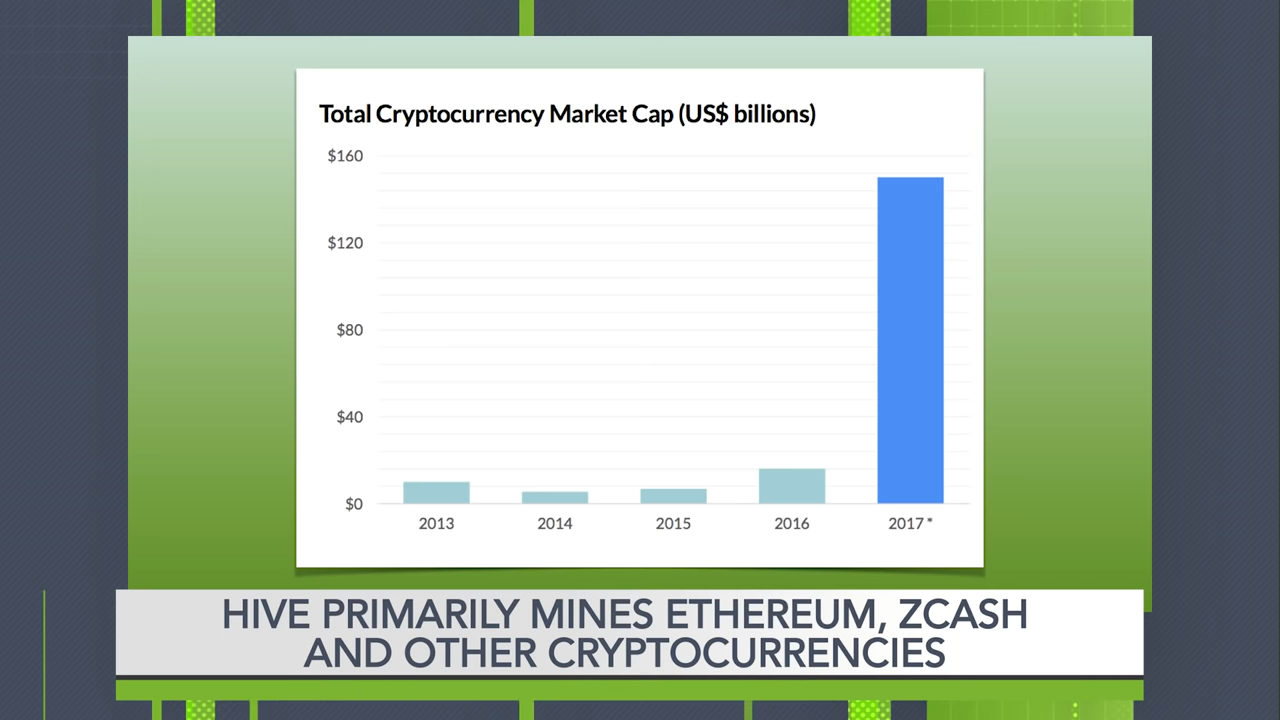 Total Cryptocurrency Market Cap (US$ billions)
$160
$120
$80
$40
$0
2013 2014 2015 2016 2017 *
HIVE PRIMARILY MINES ETHEREUM, ZCASH
AND OTHER CRYPTOCURRENCIES